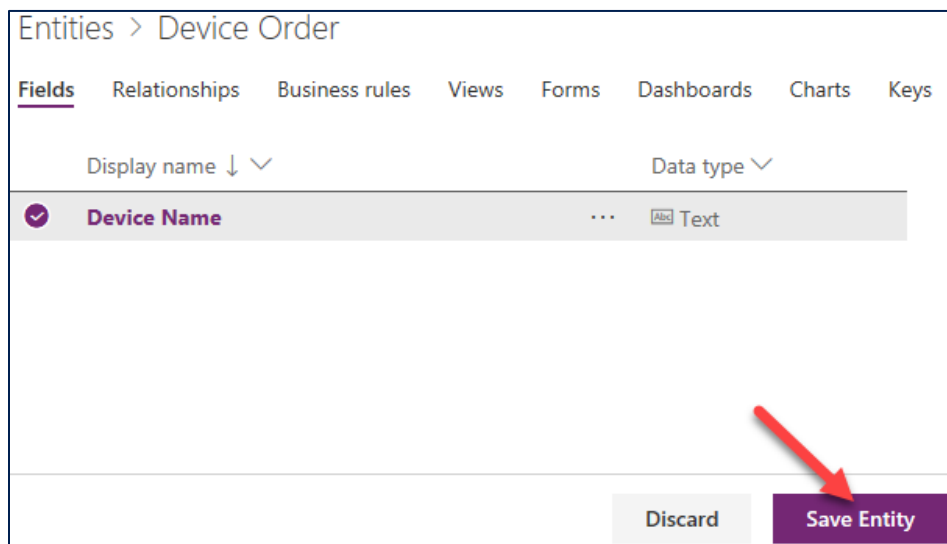 Entities > Device Order
Fields Relationships Business rules Views Forms Dashboards Charts Keys
Display name ↓ Data type
Device Name ... Abc Text
Discard Save Entity